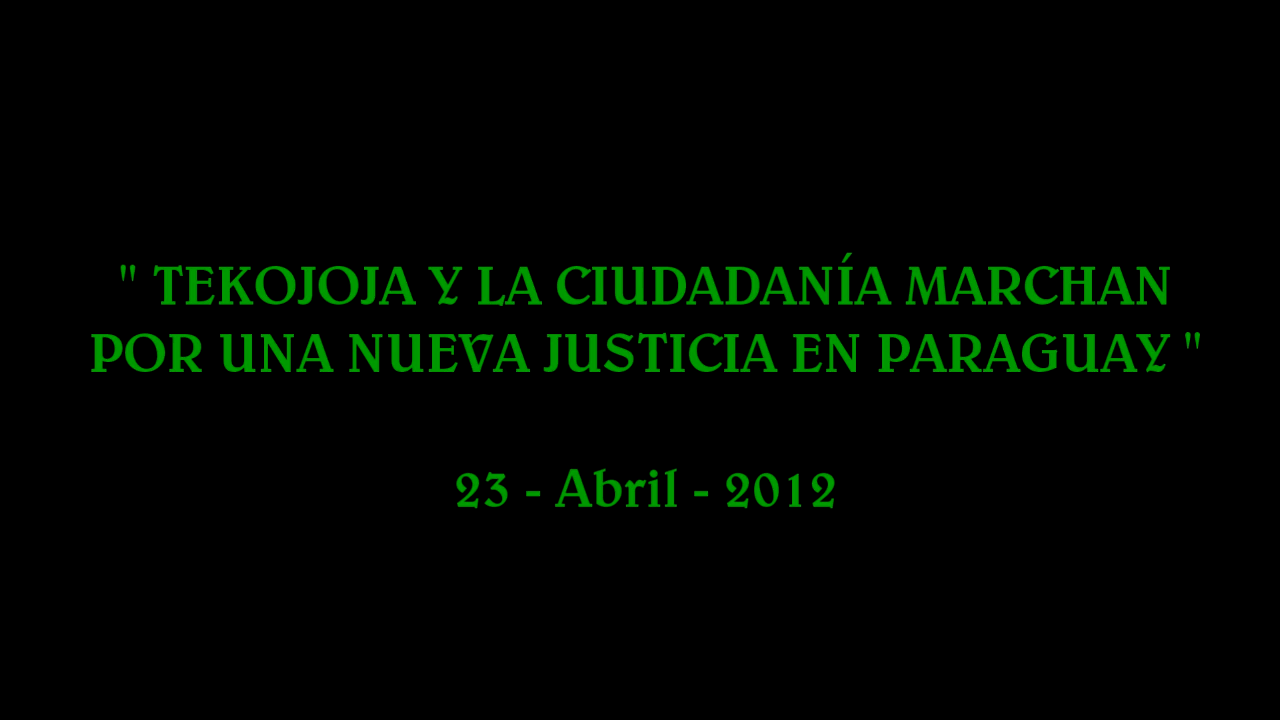 " TEKOJOJA Y LA CIUDADANÍA MARCHAN
POR UNA NUEVA JUSTICIA EN PARAGUAY "
23 - Abril - 2012